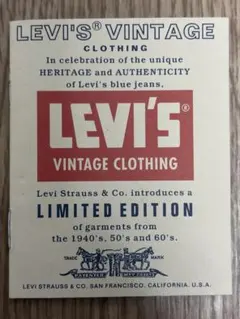 LEVI'S® VINTAGE
CLOTHING
In celebration of the unique
HERITAGE and AUTHENTICITY
of Levi's blue jeans.
LEVI'S®
VINTAGE CLOTHING
Levi Strauss & Co. introduces a
LIMITED EDITION
of garments from
the 1940's, 50's and 60's.
TRADE MARK
LEVI STRAUSS & CO. SAN FRANCISCO, CALIFORNIA. U.S.A.